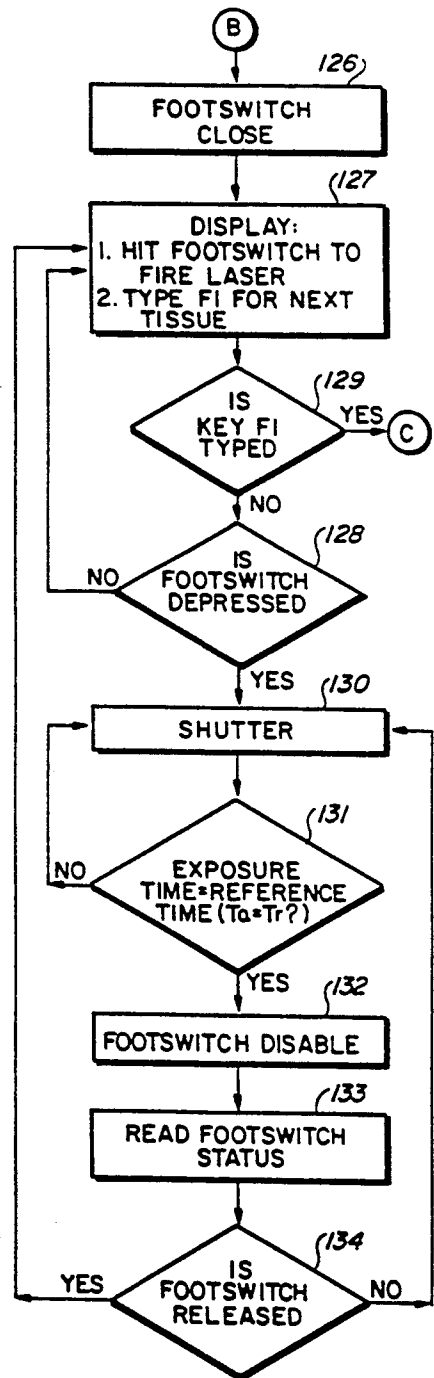 B
126
FOOTSWITCH
CLOSE
127
DISPLAY:
1. HIT FOOTSWITCH TO
FIRE LASER
2. TYPE FI FOR NEXT
TISSUE
129
IS
KEY FI
TYPED
YES
C
NO
128
IS
FOOTSWITCH
DEPRESSED
NO
YES
130
SHUTTER
131
EXPOSURE
TIME=REFERENCE
TIME (Ta=Tr?)
NO
YES
132
FOOTSWITCH DISABLE
133
READ FOOTSWITCH
STATUS
134
IS
FOOTSWITCH
RELEASED
YES
NO